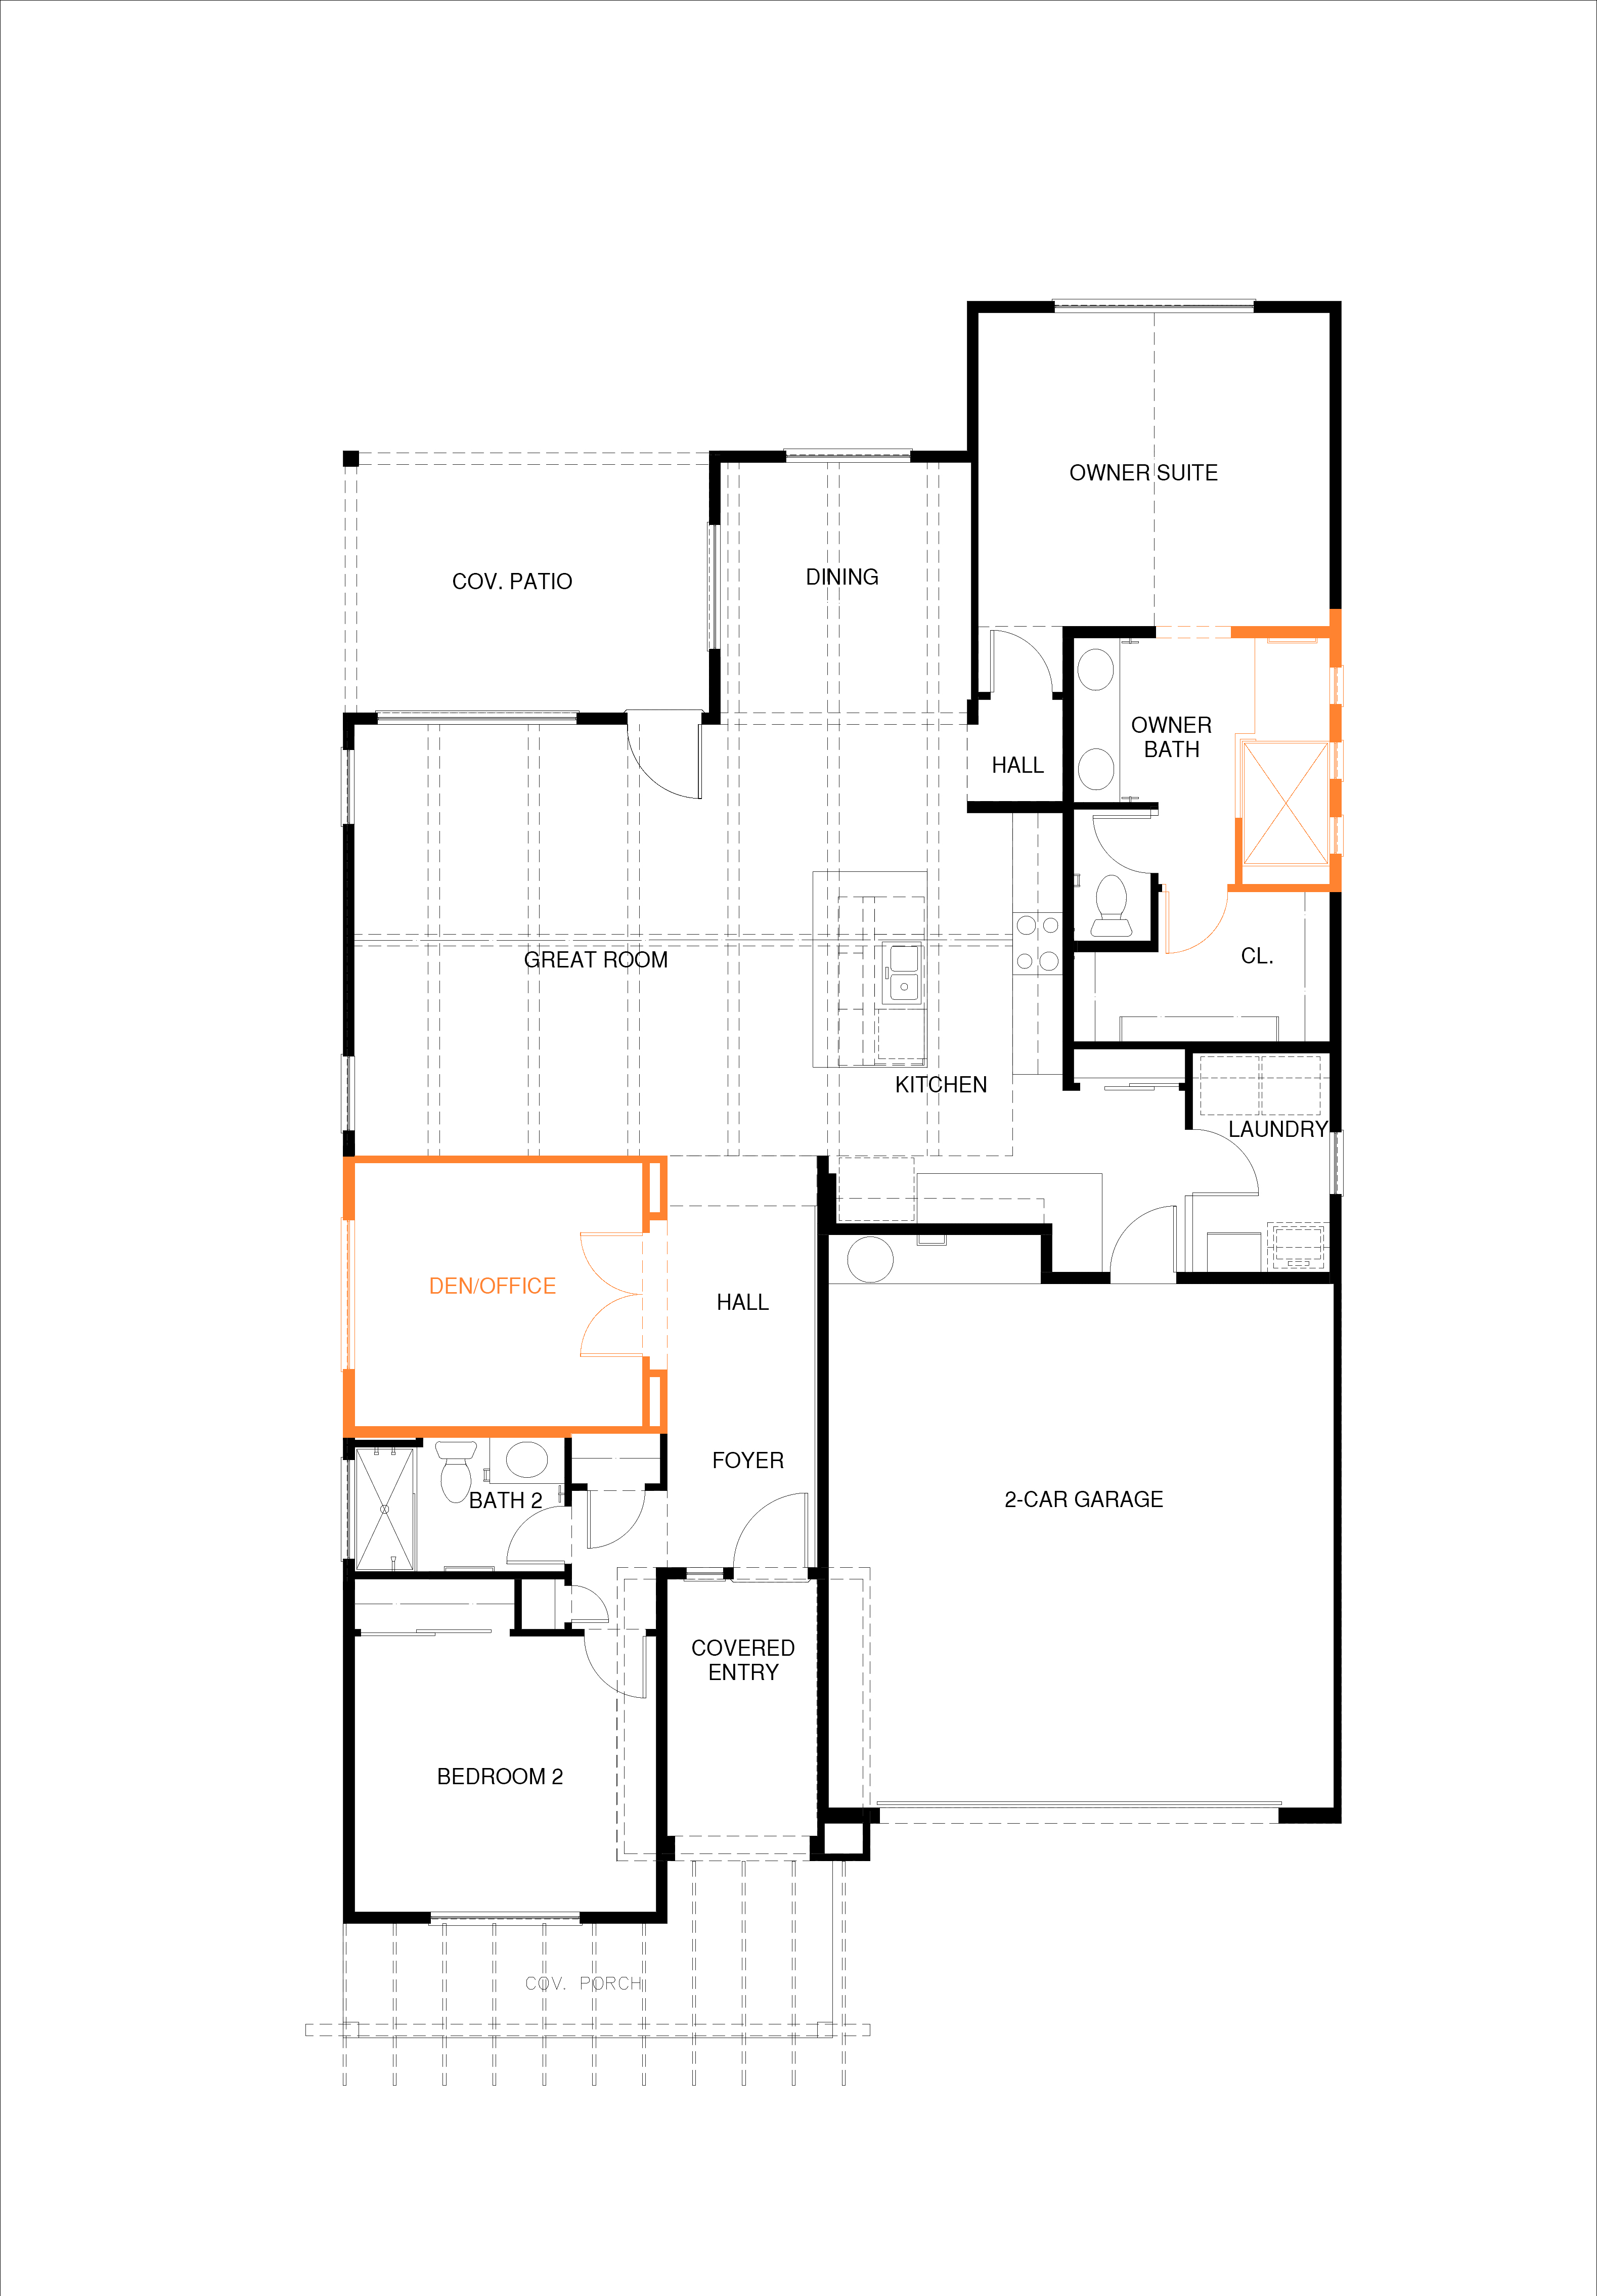 OWNER SUITE
COV. PATIO
DINING
OWNER
BATH
HALL
CL.
GREAT ROOM
KITCHEN
LAUNDRY
DEN/OFFICE
HALL
FOYER
BATH 2
2-CAR GARAGE
COVERED
ENTRY
BEDROOM 2
COV. PORCH